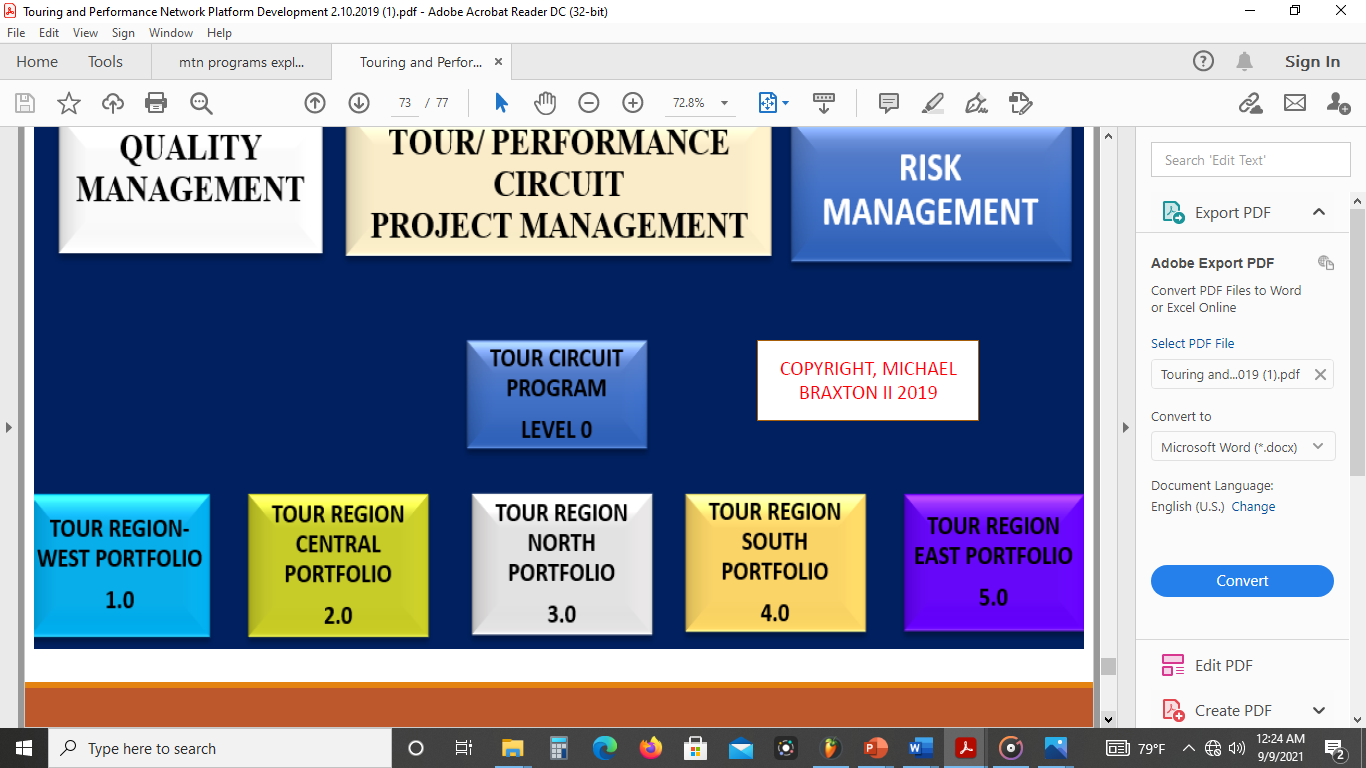 Touring and Performance Network Platform Development 2.10.2019 (1).pdf - Adobe Acrobat Reader DC (32-bit)
File Edit View Sign Window Help
Home Tools mtn programs expl... Touring and Perfor... Sign In
73 / 77 72.8%
QUALITY
MANAGEMENT
TOUR/ PERFORMANCE
CIRCUIT
PROJECT MANAGEMENT
RISK
MANAGEMENT
TOUR CIRCUIT
PROGRAM
LEVEL 0
COPYRIGHT, MICHAEL
BRAXTON II 2019
TOUR REGION-
WEST PORTFOLIO
1.0
TOUR REGION
CENTRAL
PORTFOLIO
2.0
TOUR REGION
NORTH
PORTFOLIO
3.0
TOUR REGION
SOUTH
PORTFOLIO
4.0
TOUR REGION
EAST PORTFOLIO
5.0
Search 'Edit Text'
Export PDF
Adobe Export PDF
Convert PDF Files to Word
or Excel Online
Select PDF File
Touring and...019 (1).pdf
Convert to
Microsoft Word (*.docx)
Document Language:
English (U.S.) Change
Convert
Edit PDF
Create PDF
Type here to search
79°F
12:24 AM
9/9/2021
2